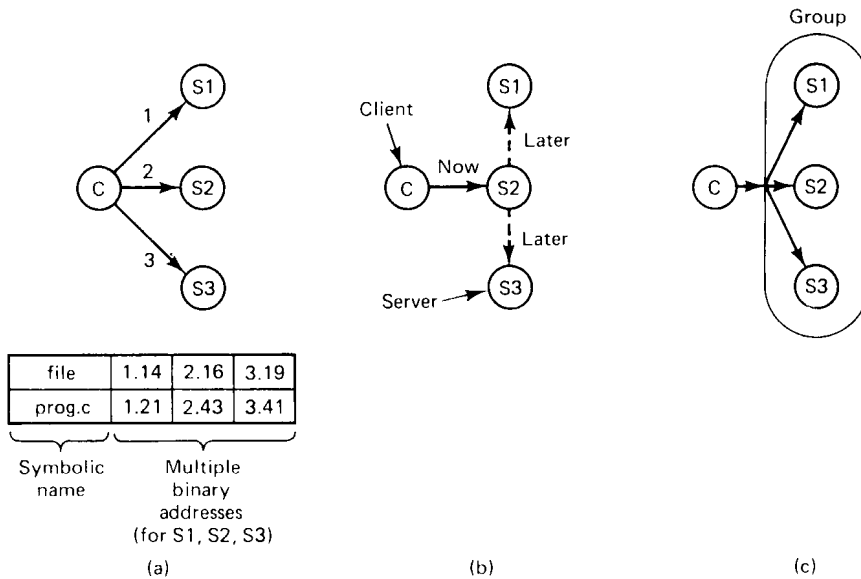 Group
S1
S1
S1
Client
1
Later
2
Now
C
S2
C
S2
C
S2
Later
3
S3
Server
S3
S3
file 1.14 2.16 3.19
prog.c 1.21 2.43 3.41
Symbolic
name
Multiple
binary
addresses
(for S1, S2, S3)
(a)
(b)
(c)